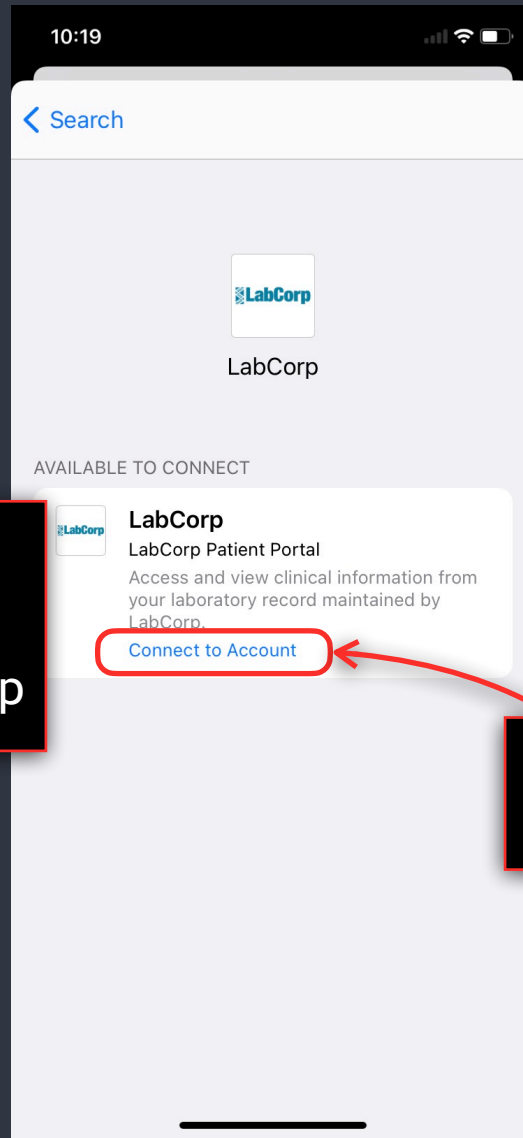 10:19
Search
LabCorp
LabCorp
AVAILABLE TO CONNECT
LabCorp
LabCorp
LabCorp Patient Portal
Access and view clinical information from
your laboratory record maintained by
LabCorp.
Connect to Account
p